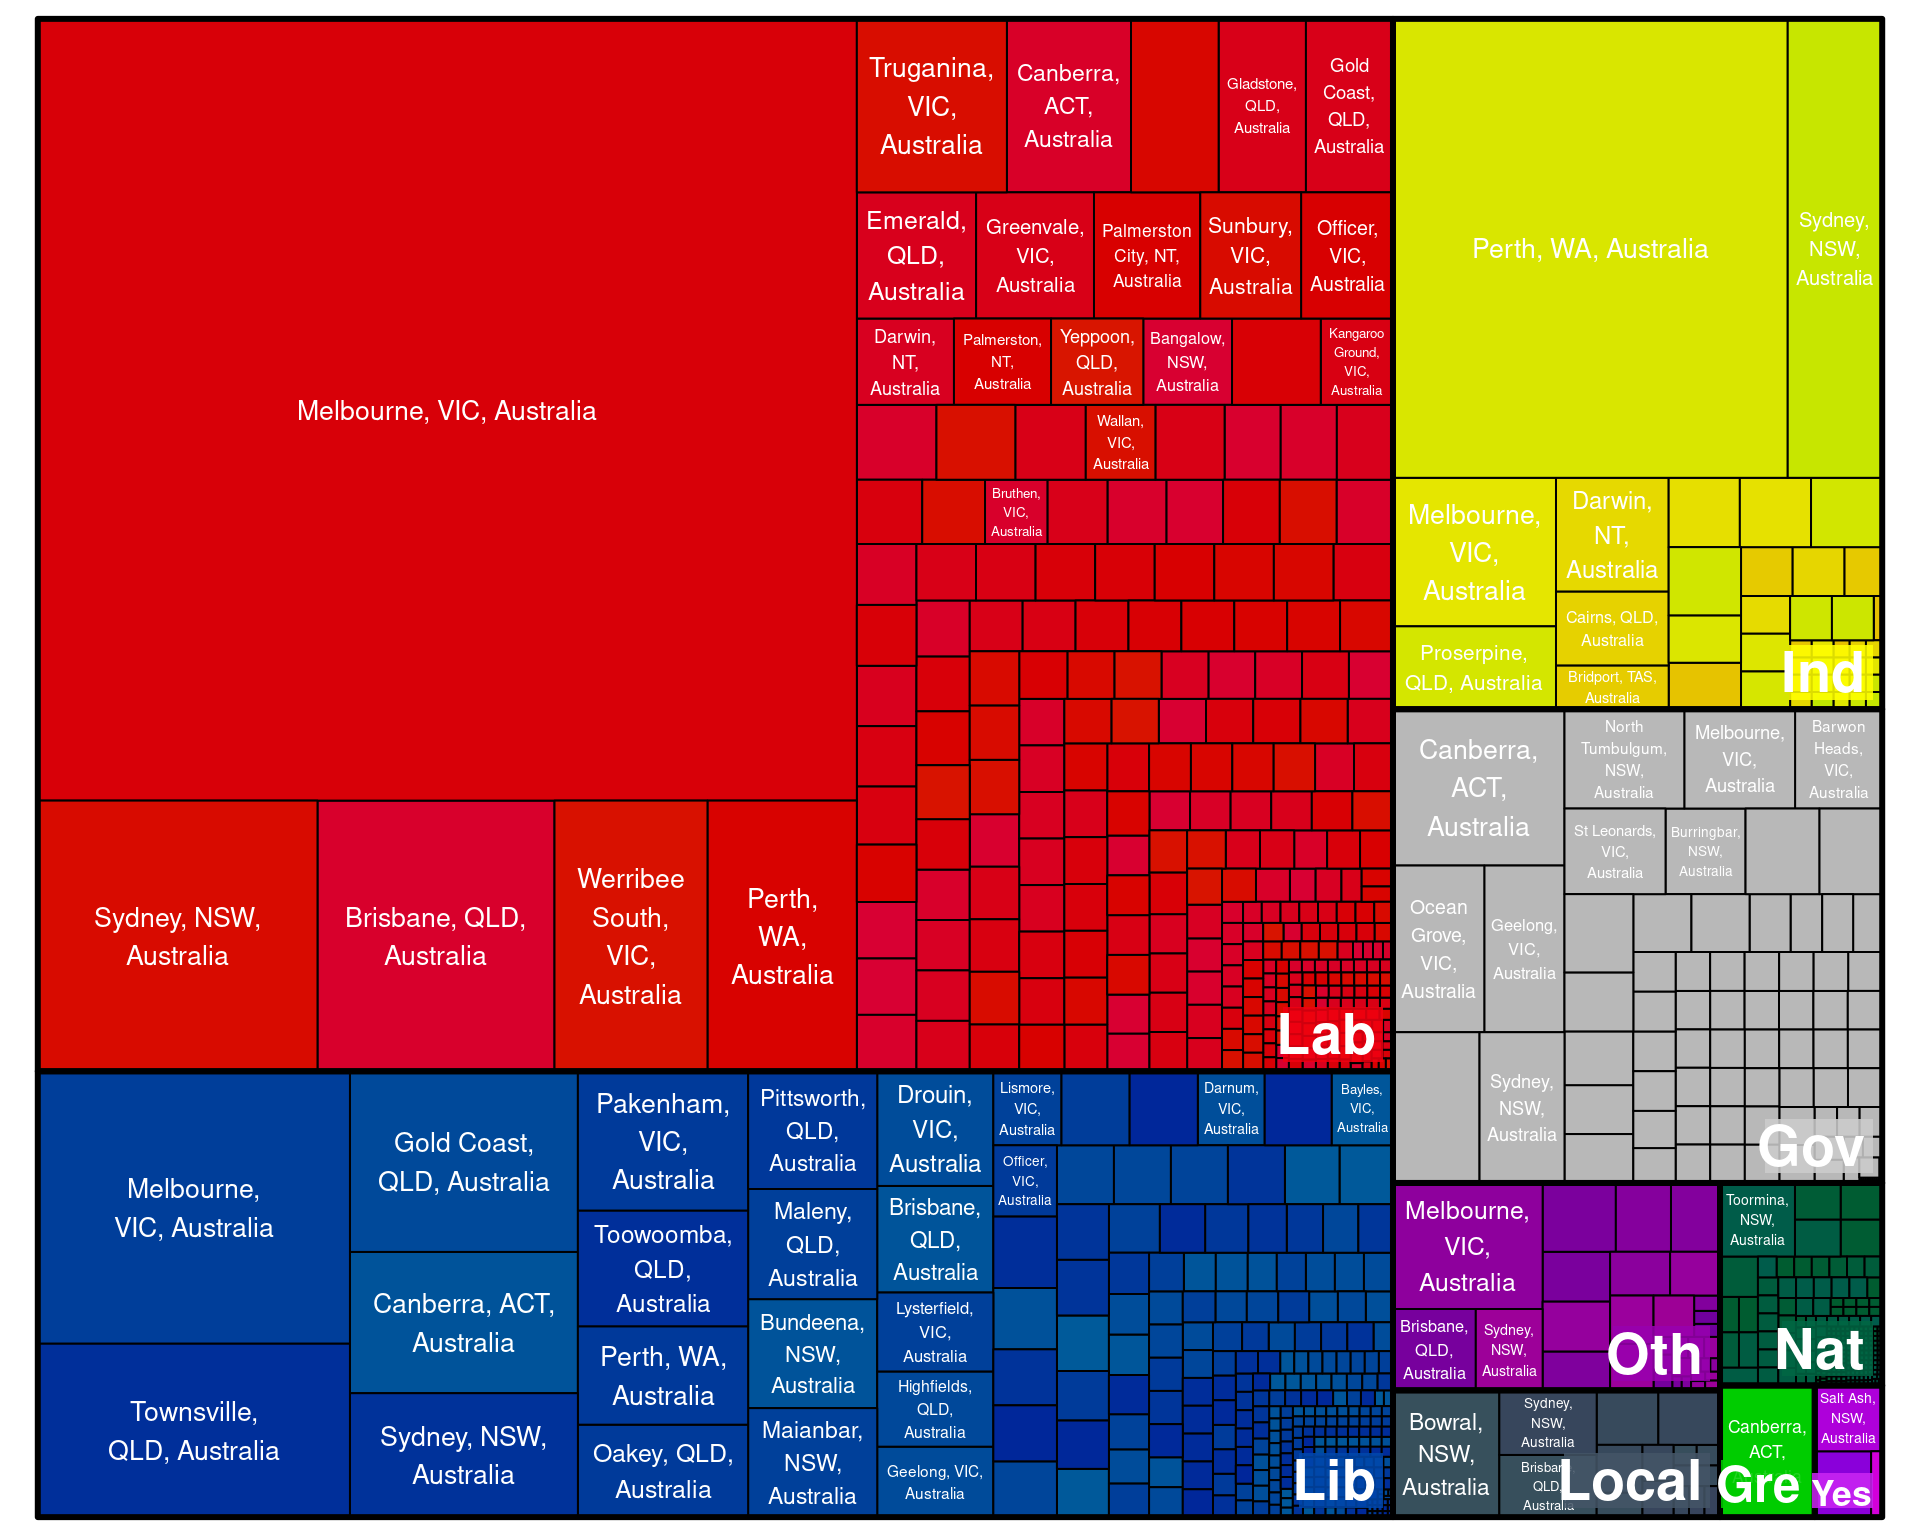 Melbourne, VIC, Australia
Sydney, NSW,
Australia
Brisbane, QLD,
Australia
Werribee
South,
VIC,
Australia
Perth,
WA,
Australia
Truganina,
VIC,
Australia
Canberra,
ACT,
Australia
Gladstone,
QLD,
Australia
Gold
Coast,
QLD,
Australia
Emerald,
QLD,
Australia
Greenvale,
VIC,
Australia
Palmerston
City, NT,
Australia
Sunbury,
VIC,
Australia
Officer,
VIC,
Australia
Darwin,
NT,
Australia
Palmerston,
NT,
Australia
Yeppoon,
QLD,
Australia
Bangalow,
NSW,
Australia
Kangaroo
Ground,
VIC,
Australia
Wallan,
VIC,
Australia
Bruthen,
VIC,
Australia
Lab
Perth, WA, Australia
Sydney,
NSW,
Australia
Melbourne,
VIC,
Australia
Darwin,
NT,
Australia
Proserpine,
QLD, Australia
Cairns, QLD,
Australia
Bridport, TAS,
Australia
Ind
Canberra,
ACT,
Australia
North
Tumbulgum,
NSW,
Australia
Melbourne,
VIC,
Australia
Barwon
Heads,
VIC,
Australia
St Leonards,
VIC,
Australia
Burringbar,
NSW,
Australia
Ocean
Grove,
VIC,
Australia
Geelong,
VIC,
Australia
Sydney,
NSW,
Australia
Gov
Melbourne,
VIC, Australia
Townsville,
QLD, Australia
Gold Coast,
QLD, Australia
Canberra, ACT,
Australia
Sydney, NSW,
Australia
Pakenham,
VIC,
Australia
Toowoomba,
QLD,
Australia
Perth, WA,
Australia
Oakey, QLD,
Australia
Pittsworth,
QLD,
Australia
Maleny,
QLD,
Australia
Bundeena,
NSW,
Australia
Maianbar,
NSW,
Australia
Drouin,
VIC,
Australia
Brisbane,
QLD,
Australia
Lysterfield,
VIC,
Australia
Highfields,
QLD,
Australia
Geelong, VIC,
Australia
Lismore,
VIC,
Australia
Darnum,
VIC,
Australia
Bayles,
VIC,
Australia
Officer,
VIC,
Australia
Lib
Melbourne,
VIC,
Australia
Brisbane,
QLD,
Australia
Sydney,
NSW,
Australia
Oth
Toormina,
NSW,
Australia
Nat
Bowral,
NSW,
Australia
Sydney,
NSW,
Australia
Brisbane,
QLD,
Australia
Local
Canberra,
ACT,
Gre
Salt Ash,
NSW,
Australia
Yes